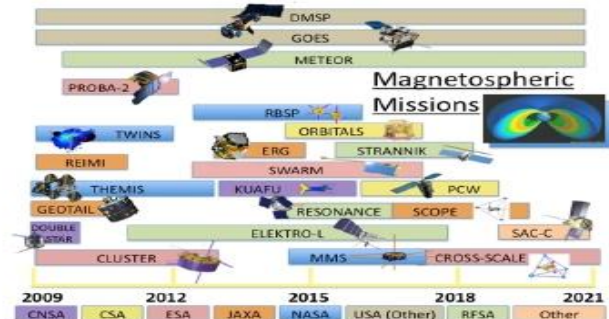 DMSP
GOES
METEOR
PROBA-2
Magnetospheric
Missions
RBSP
ORBITALS
TWINS
ERG
STRANNIK
REIMI
SWARM
THEMIS
KUAFU
PCW
GEOTAIL
RESONANCE
SCOPE
DOUBLE
STAR
ELEKTRO-L
SAC-C
CLUSTER
MMS
CROSS-SCALE
2009 2012 2015 2018 2021
CNSA CSA ESA JAXA NASA USA (Other) RFSA Other